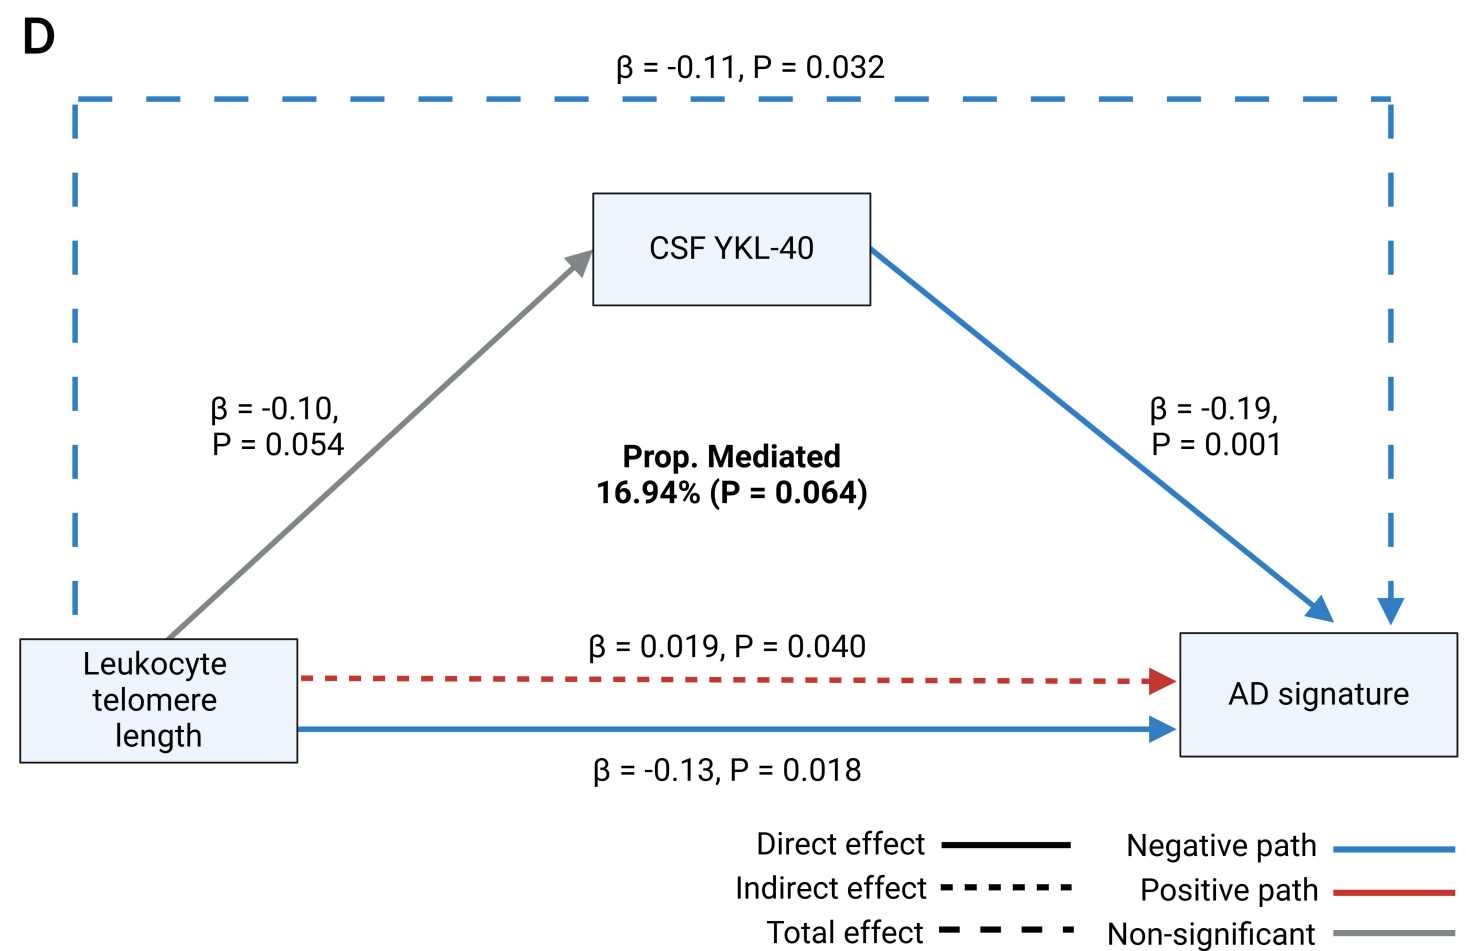 D
β = -0.11, P = 0.032
CSF YKL-40
β = -0.10,
P = 0.054
β = -0.19,
P = 0.001
Prop. Mediated
16.94% (P = 0.064)
β = 0.019, P = 0.040
Leukocyte
telomere
length
AD signature
β = -0.13, P = 0.018
Direct effect
Negative path
Indirect effect
Positive path
Total effect
Non-significant